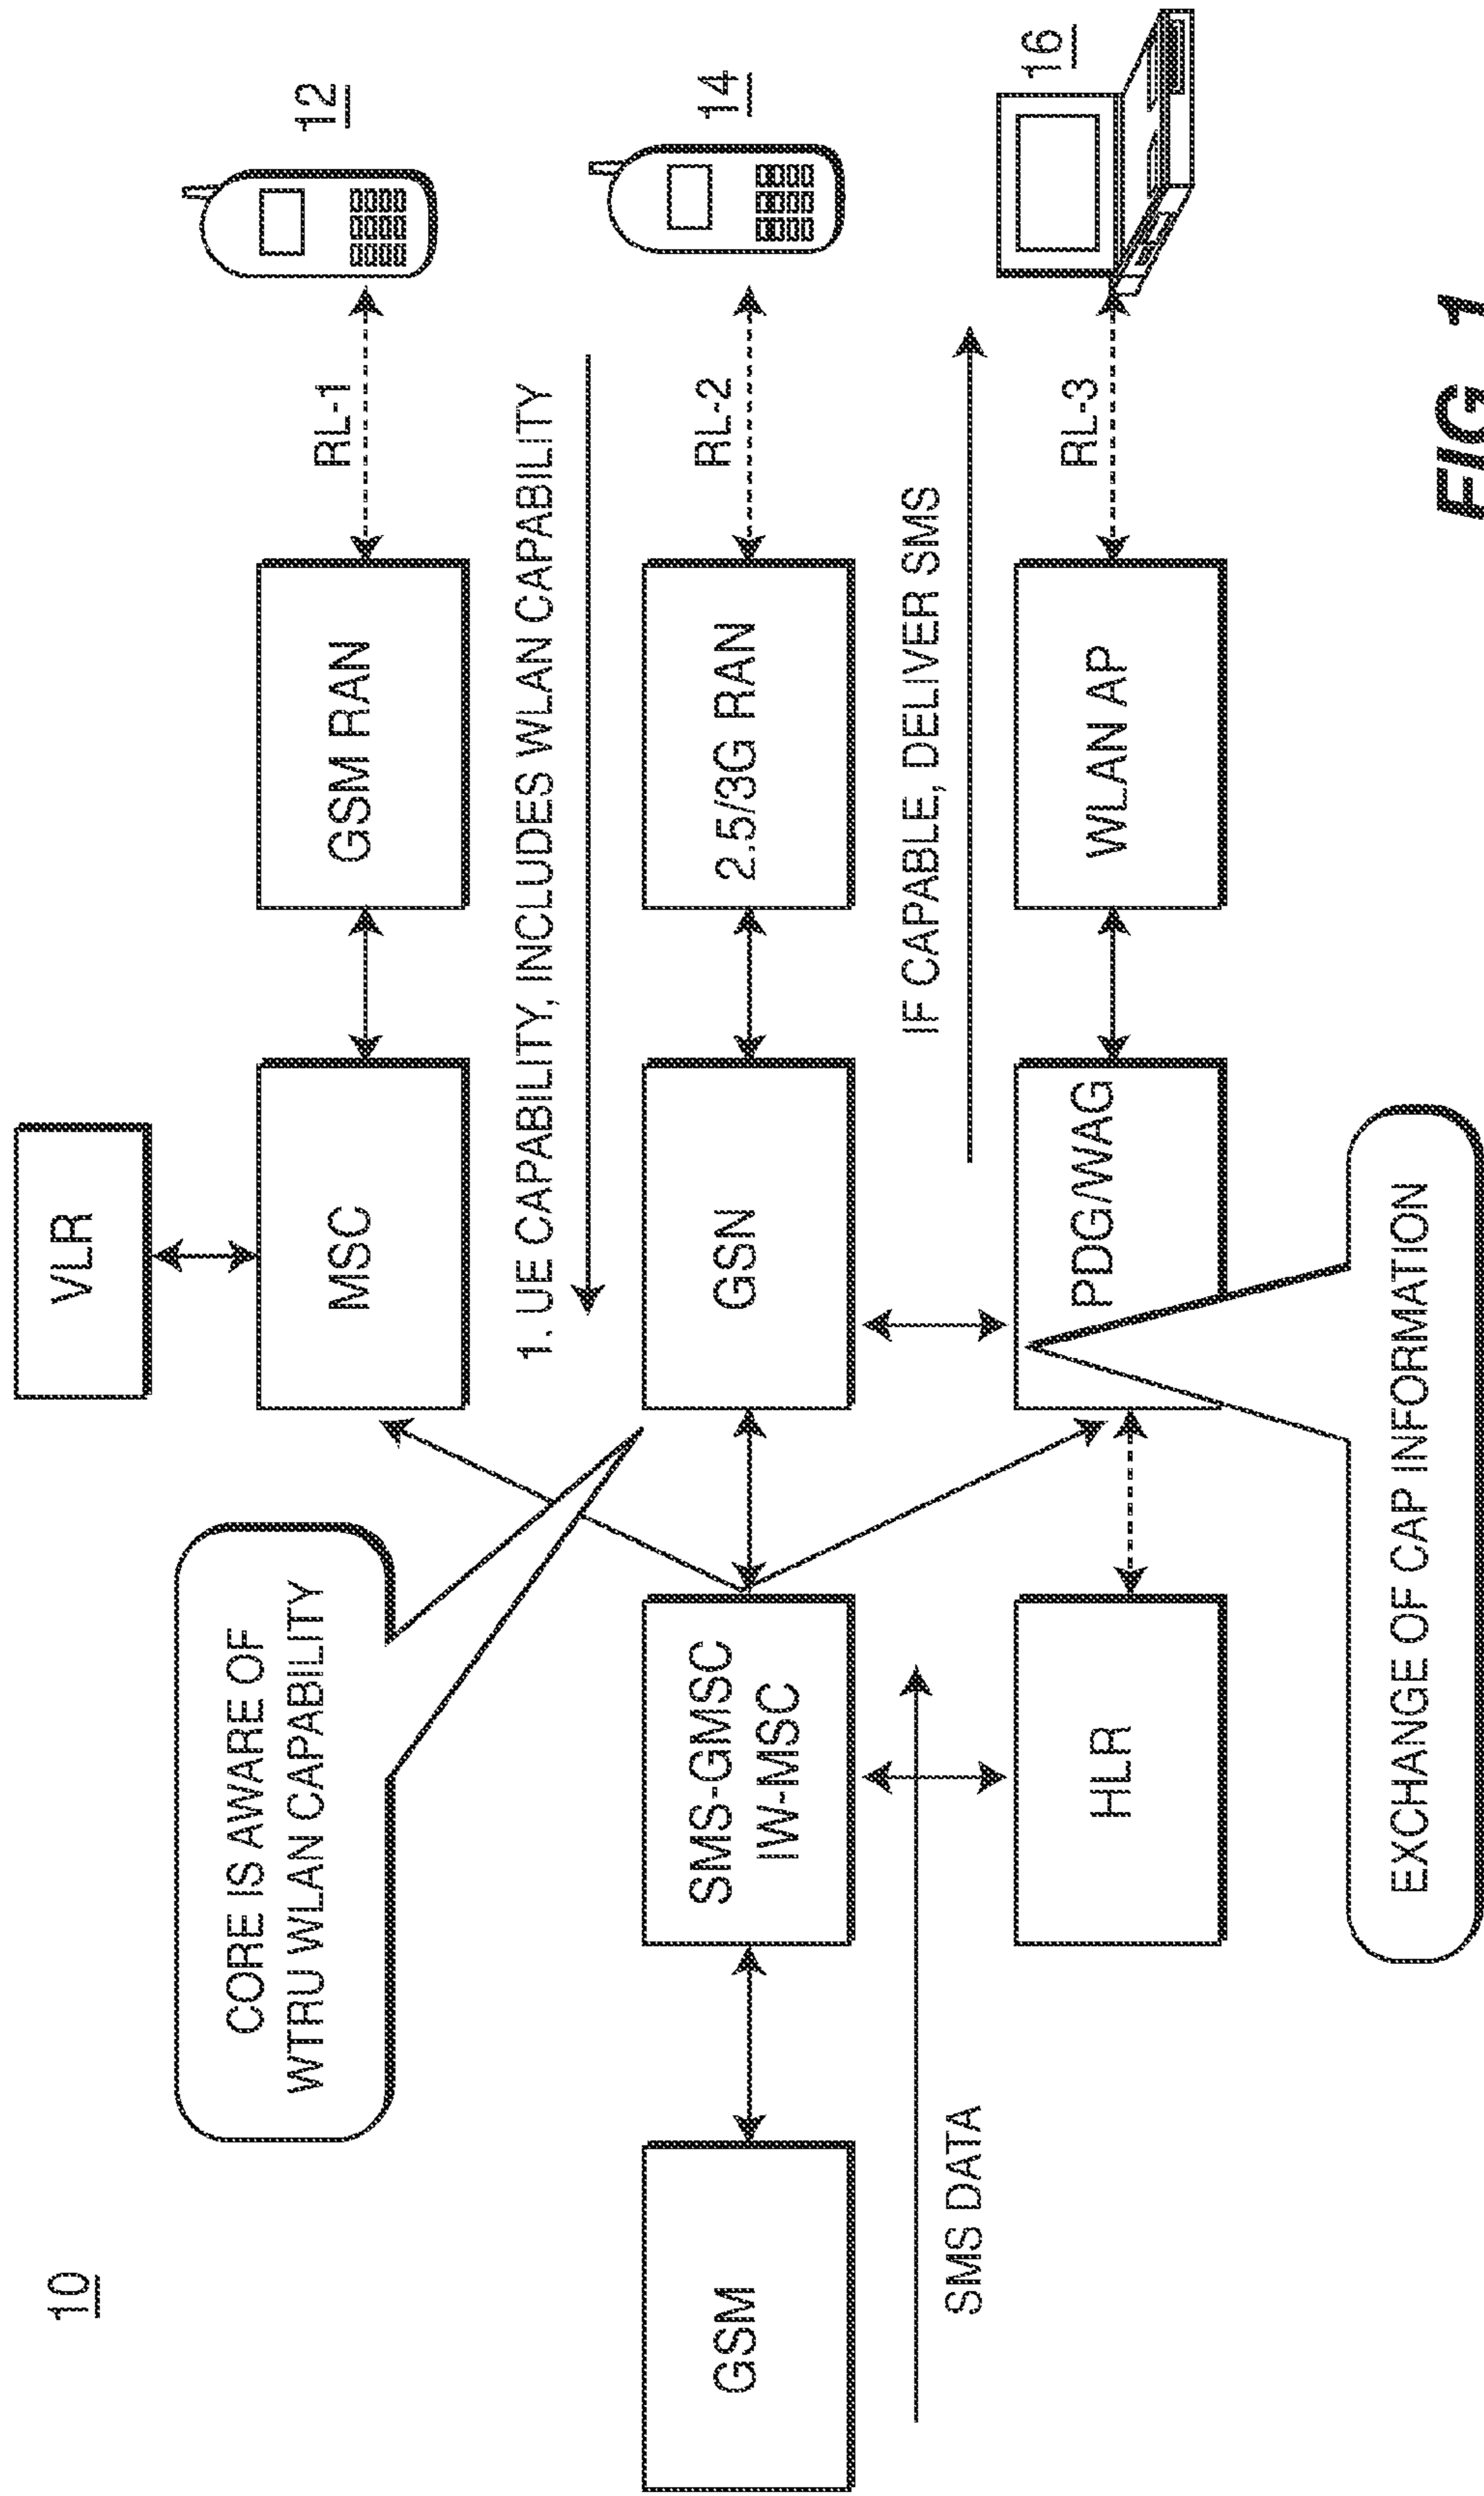 10
VLR
CORE IS AWARE OF
WTRU WLAN CAPABILITY
MSC
GSM RAN
RL-1
12
1. UE CAPABILITY, INCLUDES WLAN CAPABILITY
GSM
SMS-GMSC
IW-MSC
GSN
2.5/3G RAN
RL-2
14
SMS DATA
IF CAPABLE, DELIVER SMS
HLR
PDG/WAG
WLAN AP
RL-3
16
EXCHANGE OF CAP INFORMATION
FIG 1